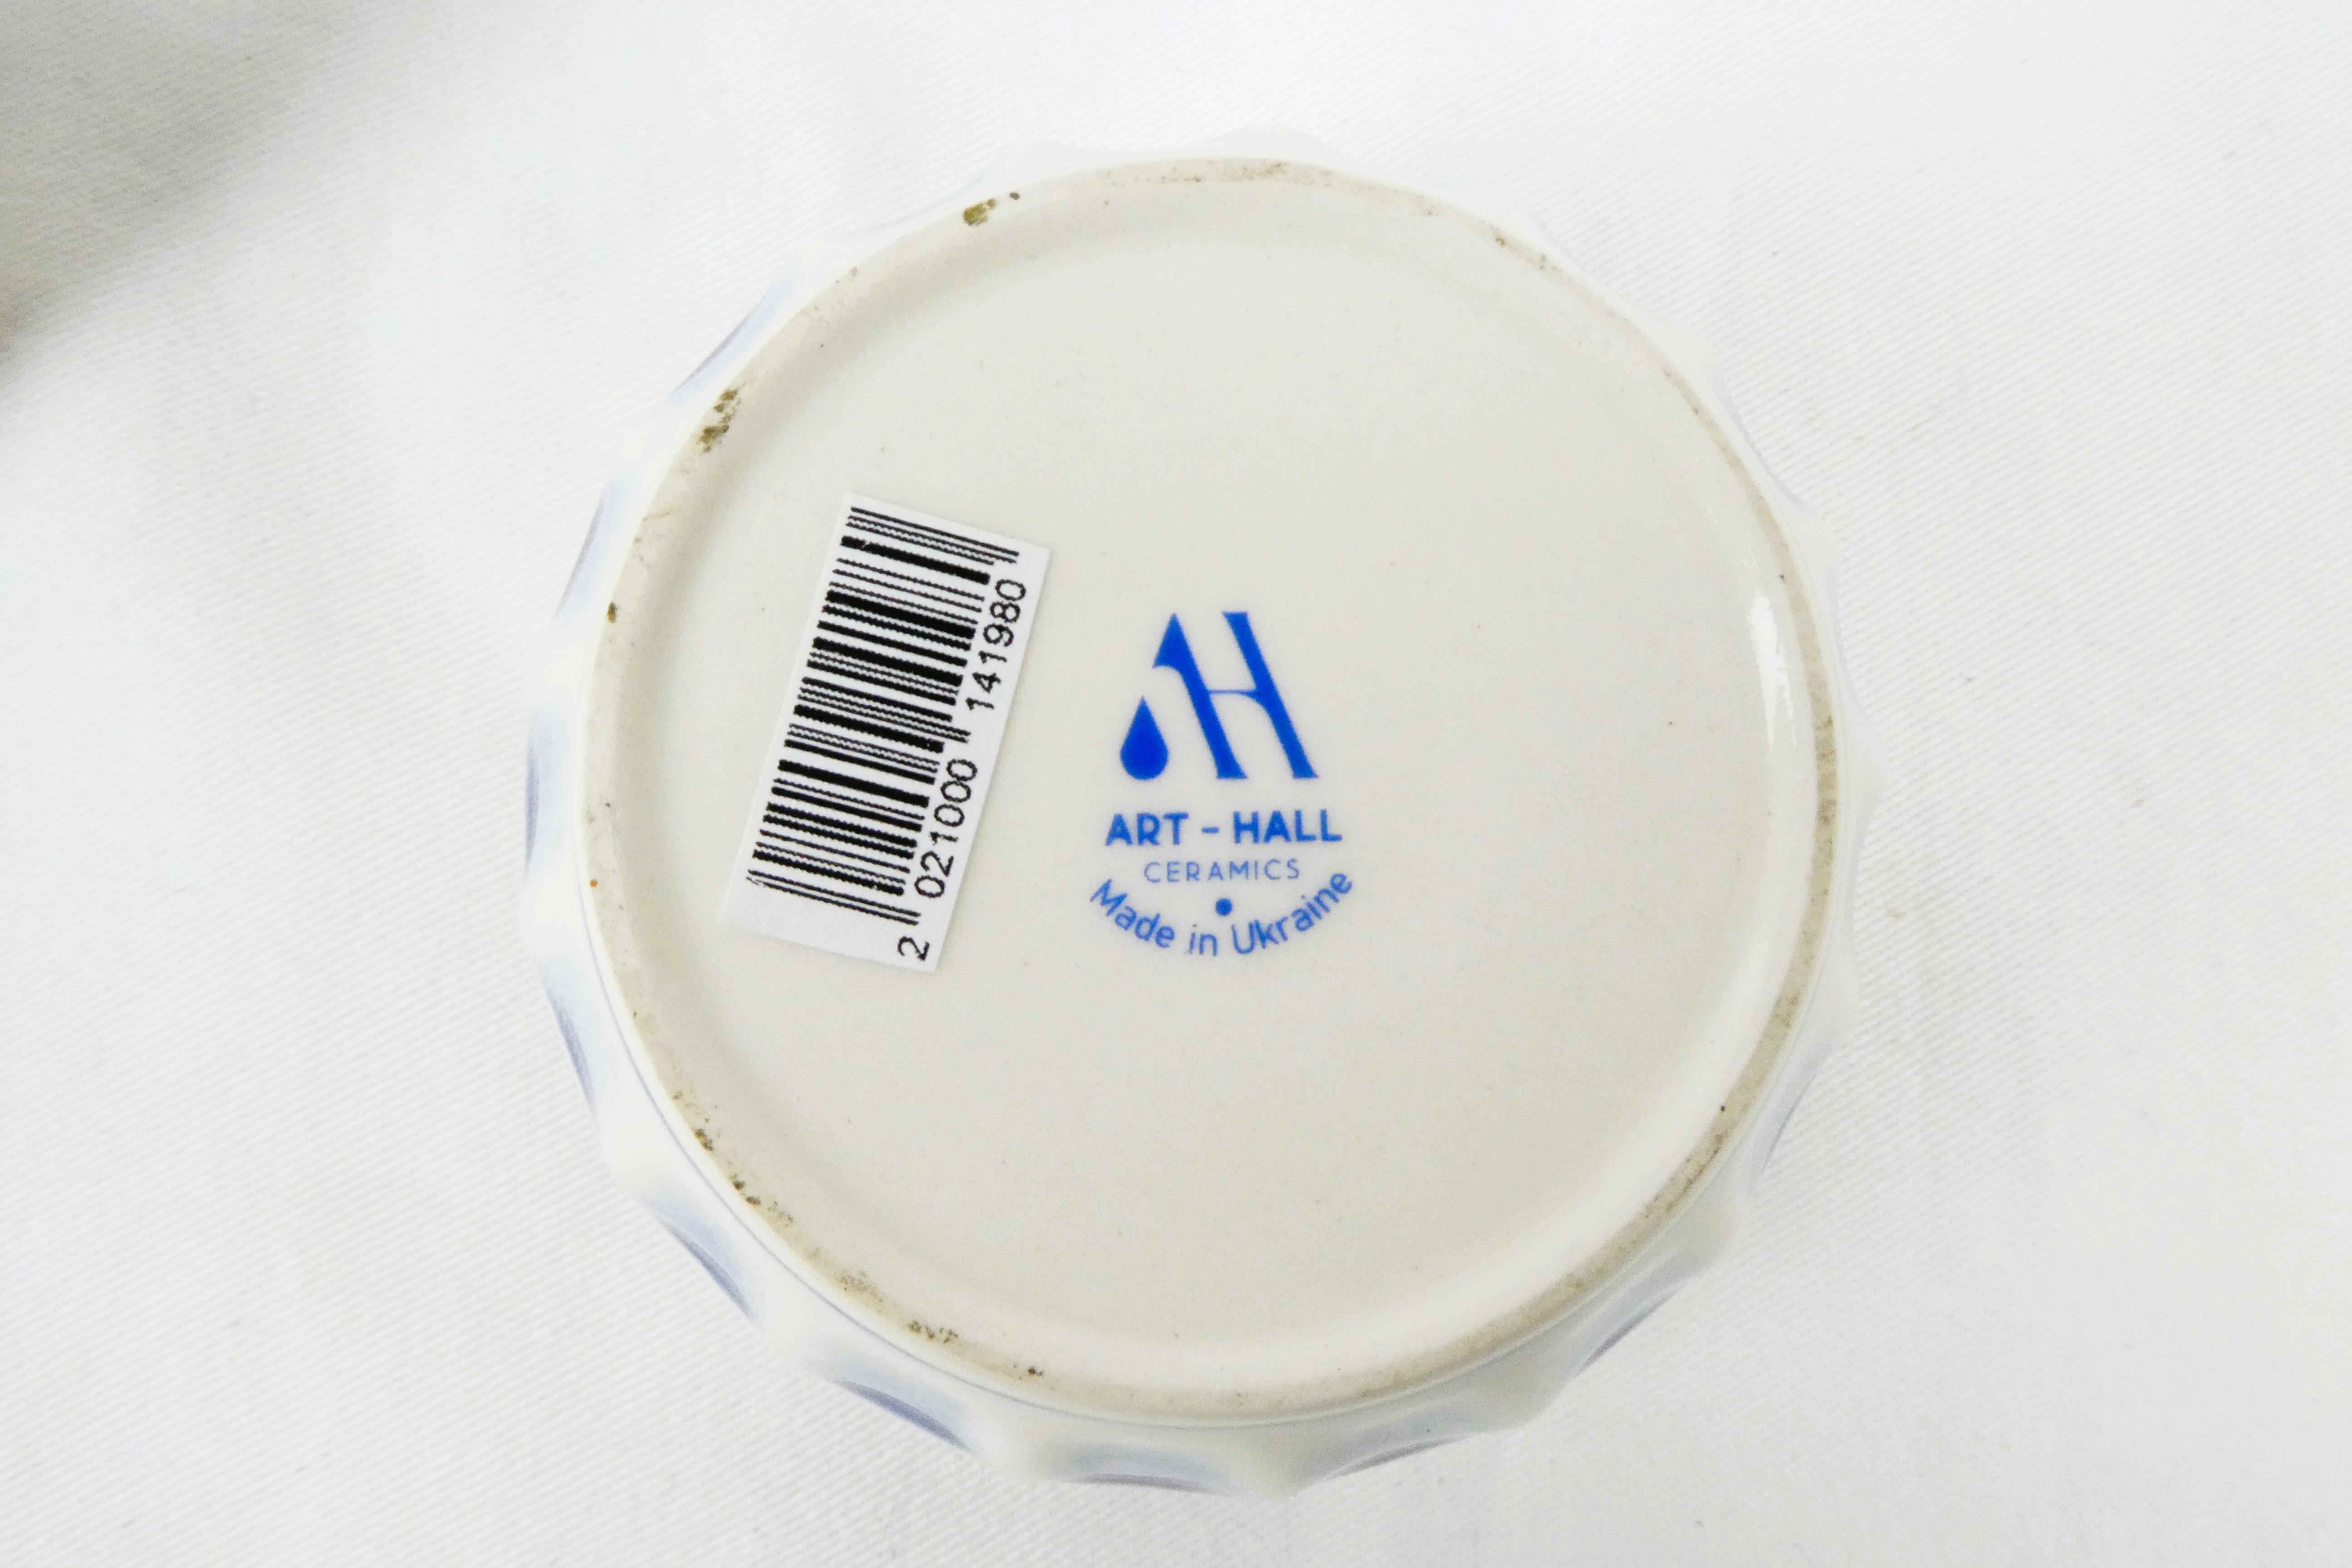 2 021000 141980
AH
ART - HALL
CERAMICS
Made in Ukraine